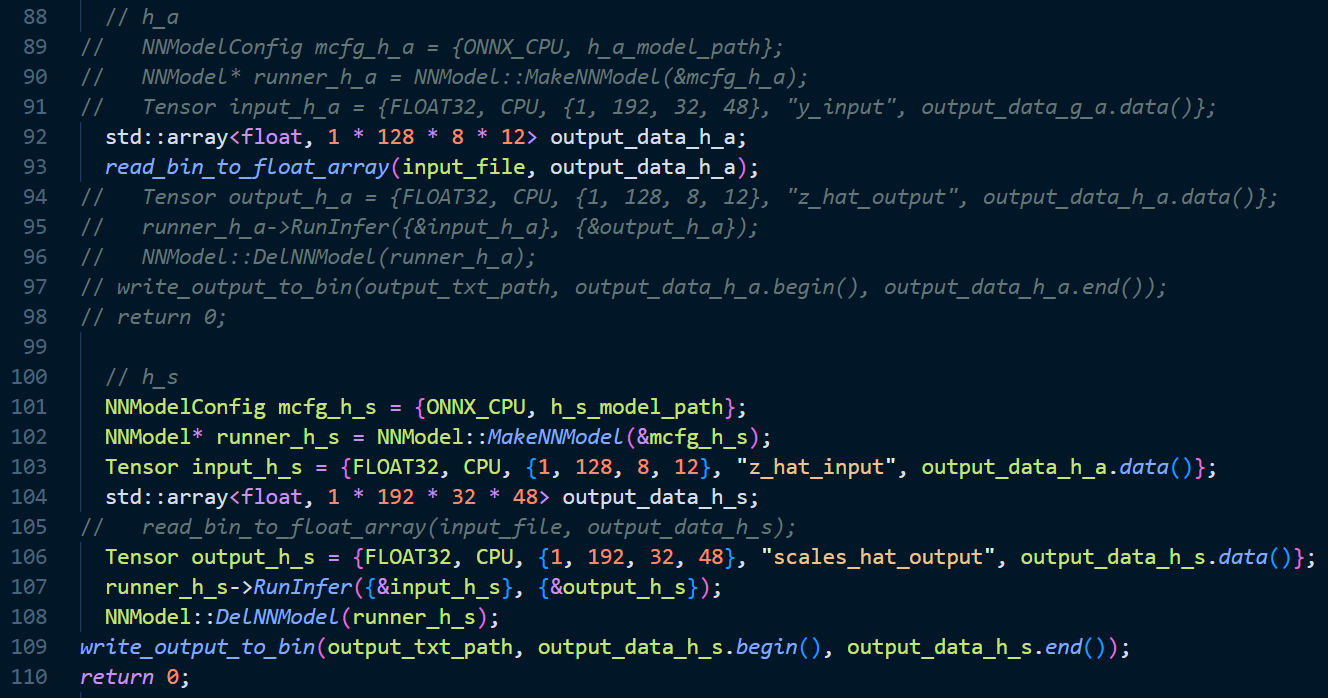 88 // h_a
89 //   NNModelConfig mcfg_h_a = {ONNX_CPU, h_a_model_path};
90 //   NNModel* runner_h_a = NNModel::MakeNNModel(&mcfg_h_a);
91 //   Tensor input_h_a = {FLOAT32, CPU, {1, 192, 32, 48}, "y_input", output_data_g_a.data()};
92   std::array<float, 1 * 128 * 8 * 12> output_data_h_a;
93   read_bin_to_float_array(input_file, output_data_h_a);
94 //   Tensor output_h_a = {FLOAT32, CPU, {1, 128, 8, 12}, "z_hat_output", output_data_h_a.data()};
95 //   runner_h_a->RunInfer({&input_h_a}, {&output_h_a});
96 //   NNModel::DelNNModel(runner_h_a);
97 // write_output_to_bin(output_txt_path, output_data_h_a.begin(), output_data_h_a.end());
98 // return 0;
99
100   // h_s
101   NNModelConfig mcfg_h_s = {ONNX_CPU, h_s_model_path};
102   NNModel* runner_h_s = NNModel::MakeNNModel(&mcfg_h_s);
103   Tensor input_h_s = {FLOAT32, CPU, {1, 128, 8, 12}, "z_hat_input", output_data_h_a.data()};
104   std::array<float, 1 * 192 * 32 * 48> output_data_h_s;
105 //   read_bin_to_float_array(input_file, output_data_h_s);
106   Tensor output_h_s = {FLOAT32, CPU, {1, 192, 32, 48}, "scales_hat_output", output_data_h_s.data()};
107   runner_h_s->RunInfer({&input_h_s}, {&output_h_s});
108   NNModel::DelNNModel(runner_h_s);
109 write_output_to_bin(output_txt_path, output_data_h_s.begin(), output_data_h_s.end());
110 return 0;